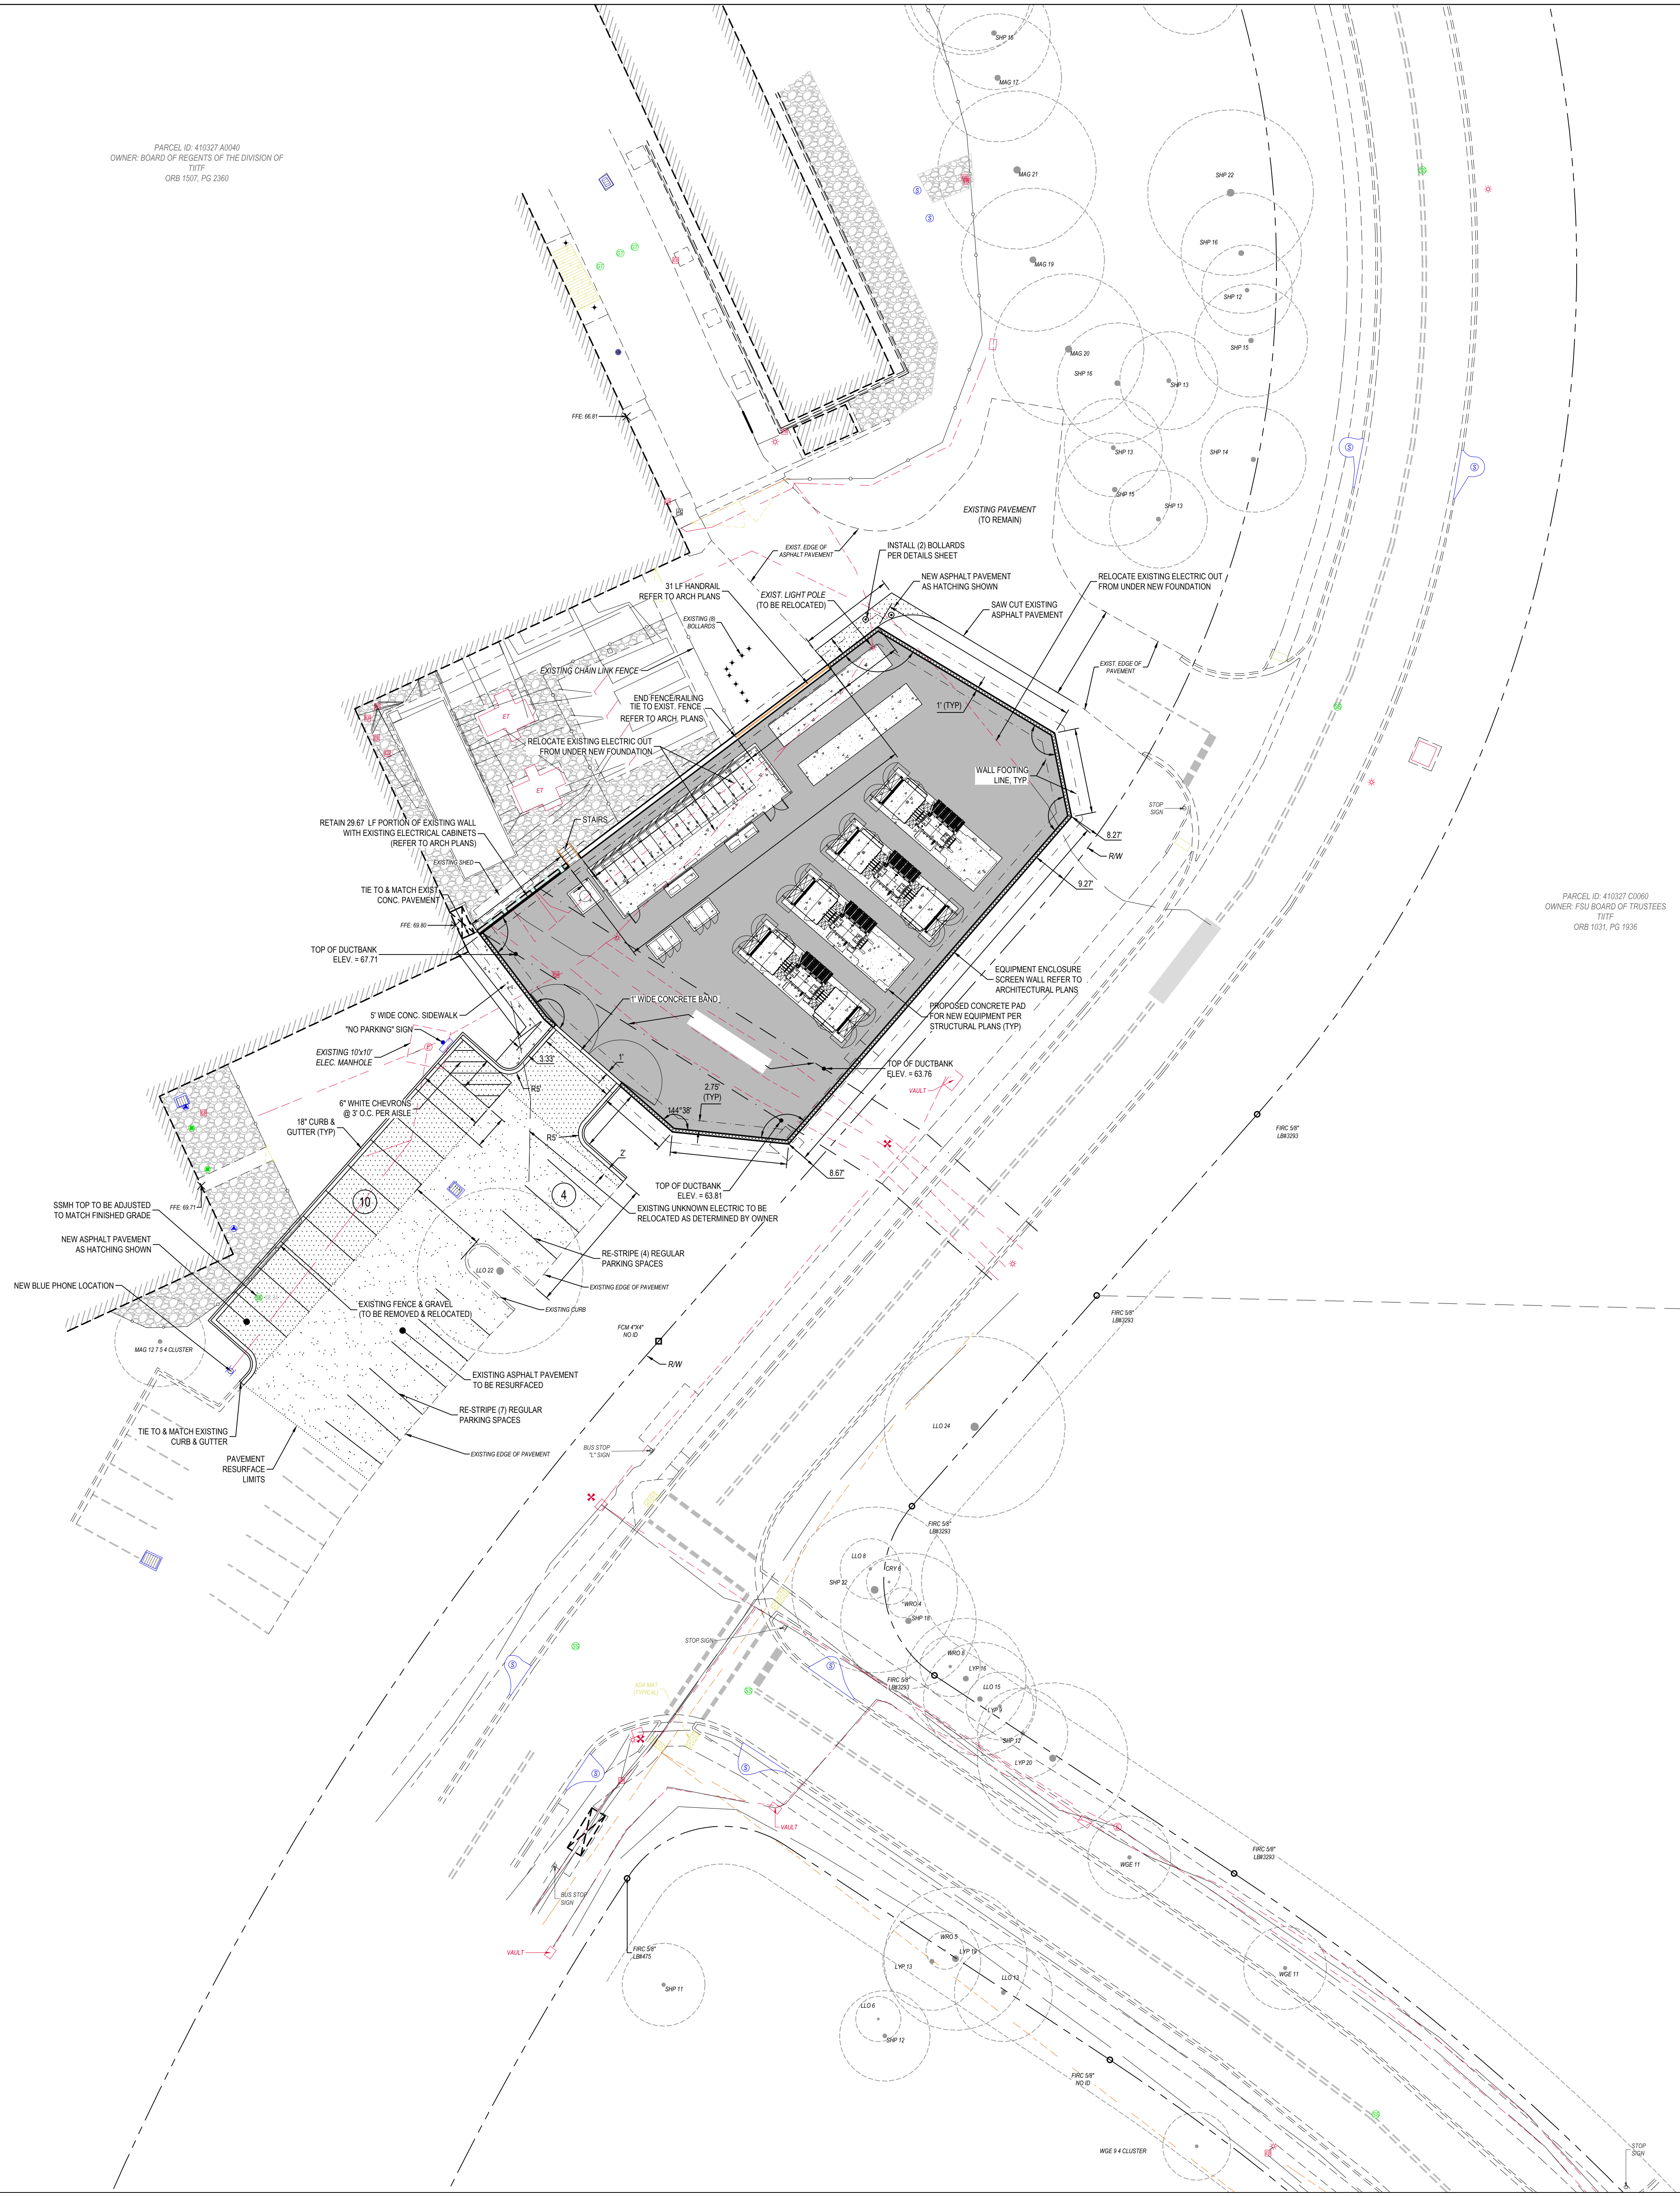 PARCEL ID: 410327 A0040
OWNER: BOARD OF REGENTS OF THE DIVISION OF
TIITF
ORB 1507, PG 2360
SHP 18
MAG 17
MAG 21
SHP 22
MAG 19
SHP 16
SHP 12
SHP 15
MAG 20
SHP 16
SHP 13
SHP 13
SHP 14
SHP 15
SHP 13
FFE: 66.81
EXISTING PAVEMENT
(TO REMAIN)
EXIST. EDGE OF
ASPHALT PAVEMENT
INSTALL (2) BOLLARDS
PER DETAILS SHEET
NEW ASPHALT PAVEMENT
AS HATCHING SHOWN
RELOCATE EXISTING ELECTRIC OUT
FROM UNDER NEW FOUNDATION
31 LF HANDRAIL
REFER TO ARCH PLANS
EXIST. LIGHT POLE
(TO BE RELOCATED)
SAW CUT EXISTING
ASPHALT PAVEMENT
EXISTING (8)
BOLLARDS
EXISTING CHAIN LINK FENCE
EXIST. EDGE OF
PAVEMENT
END FENCE/RAILING
TIE TO EXIST. FENCE
REFER TO ARCH. PLANS
1' (TYP)
ET
RELOCATE EXISTING ELECTRIC OUT
FROM UNDER NEW FOUNDATION
WALL FOOTING
LINE, TYP.
ET
STOP
SIGN
RETAIN 29.67 LF PORTION OF EXISTING WALL
WITH EXISTING ELECTRICAL CABINETS
(REFER TO ARCH PLANS)
STAIRS
8.27'
R/W
EXISTING SHED
TIE TO & MATCH EXIST.
CONC. PAVEMENT
9.27'
PARCEL ID: 410327 C0060
OWNER: FSU BOARD OF TRUSTEES
TIITF
ORB 1031, PG 1936
FFE: 69.80
TOP OF DUCTBANK
ELEV. = 67.71
EQUIPMENT ENCLOSURE
SCREEN WALL REFER TO
ARCHITECTURAL PLANS
1' WIDE CONCRETE BAND
PROPOSED CONCRETE PAD
FOR NEW EQUIPMENT PER
STRUCTURAL PLANS (TYP)
5' WIDE CONC. SIDEWALK
"NO PARKING" SIGN
EXISTING 10'x10'
ELEC. MANHOLE
3.33'
1'
TOP OF DUCTBANK
ELEV. = 63.76
VAULT
R5'
2.75'
(TYP)
6" WHITE CHEVRONS
@ 3' O.C. PER AISLE
144°38'
18" CURB &
GUTTER (TYP)
R5'
FIRC 5/8"
LB#3293
2'
8.67'
TOP OF DUCTBANK
ELEV. = 63.81
10
4
EXISTING UNKNOWN ELECTRIC TO BE
RELOCATED AS DETERMINED BY OWNER
FFE: 69.71
SSMH TOP TO BE ADJUSTED
TO MATCH FINISHED GRADE
NEW ASPHALT PAVEMENT
AS HATCHING SHOWN
RE-STRIPE (4) REGULAR
PARKING SPACES
LLO 22
NEW BLUE PHONE LOCATION
EXISTING EDGE OF PAVEMENT
EXISTING FENCE & GRAVEL
(TO BE REMOVED & RELOCATED)
EXISTING CURB
FIRC 5/8"
LB#3293
FCM 4"X4"
NO ID
MAG 12 7 5 4 CLUSTER
R/W
EXISTING ASPHALT PAVEMENT
TO BE RESURFACED
RE-STRIPE (7) REGULAR
PARKING SPACES
LLO 24
TIE TO & MATCH EXISTING
CURB & GUTTER
BUS STOP
"L" SIGN
EXISTING EDGE OF PAVEMENT
PAVEMENT
RESURFACE
LIMITS
FIRC 5/8"
LB#3293
LLO 8
CRY 6
SHP 22
WRO 4
SHP 18
STOP SIGN
WRO 8
LYP 16
ADA MAT
(TYPICAL)
FIRC 5/8"
LB#3293
LLO 15
LYP 9
SHP 12
LYP 20
VAULT
WGE 11
FIRC 5/8"
LB#3293
BUS STOP
SIGN
VAULT
FIRC 5/8"
LB#475
WRO 5
LYP 19
LYP 13
LLO 13
WGE 11
SHP 11
LLO 6
SHP 12
FIRC 5/8"
NO ID
WGE 9 4 CLUSTER
STOP
SIGN